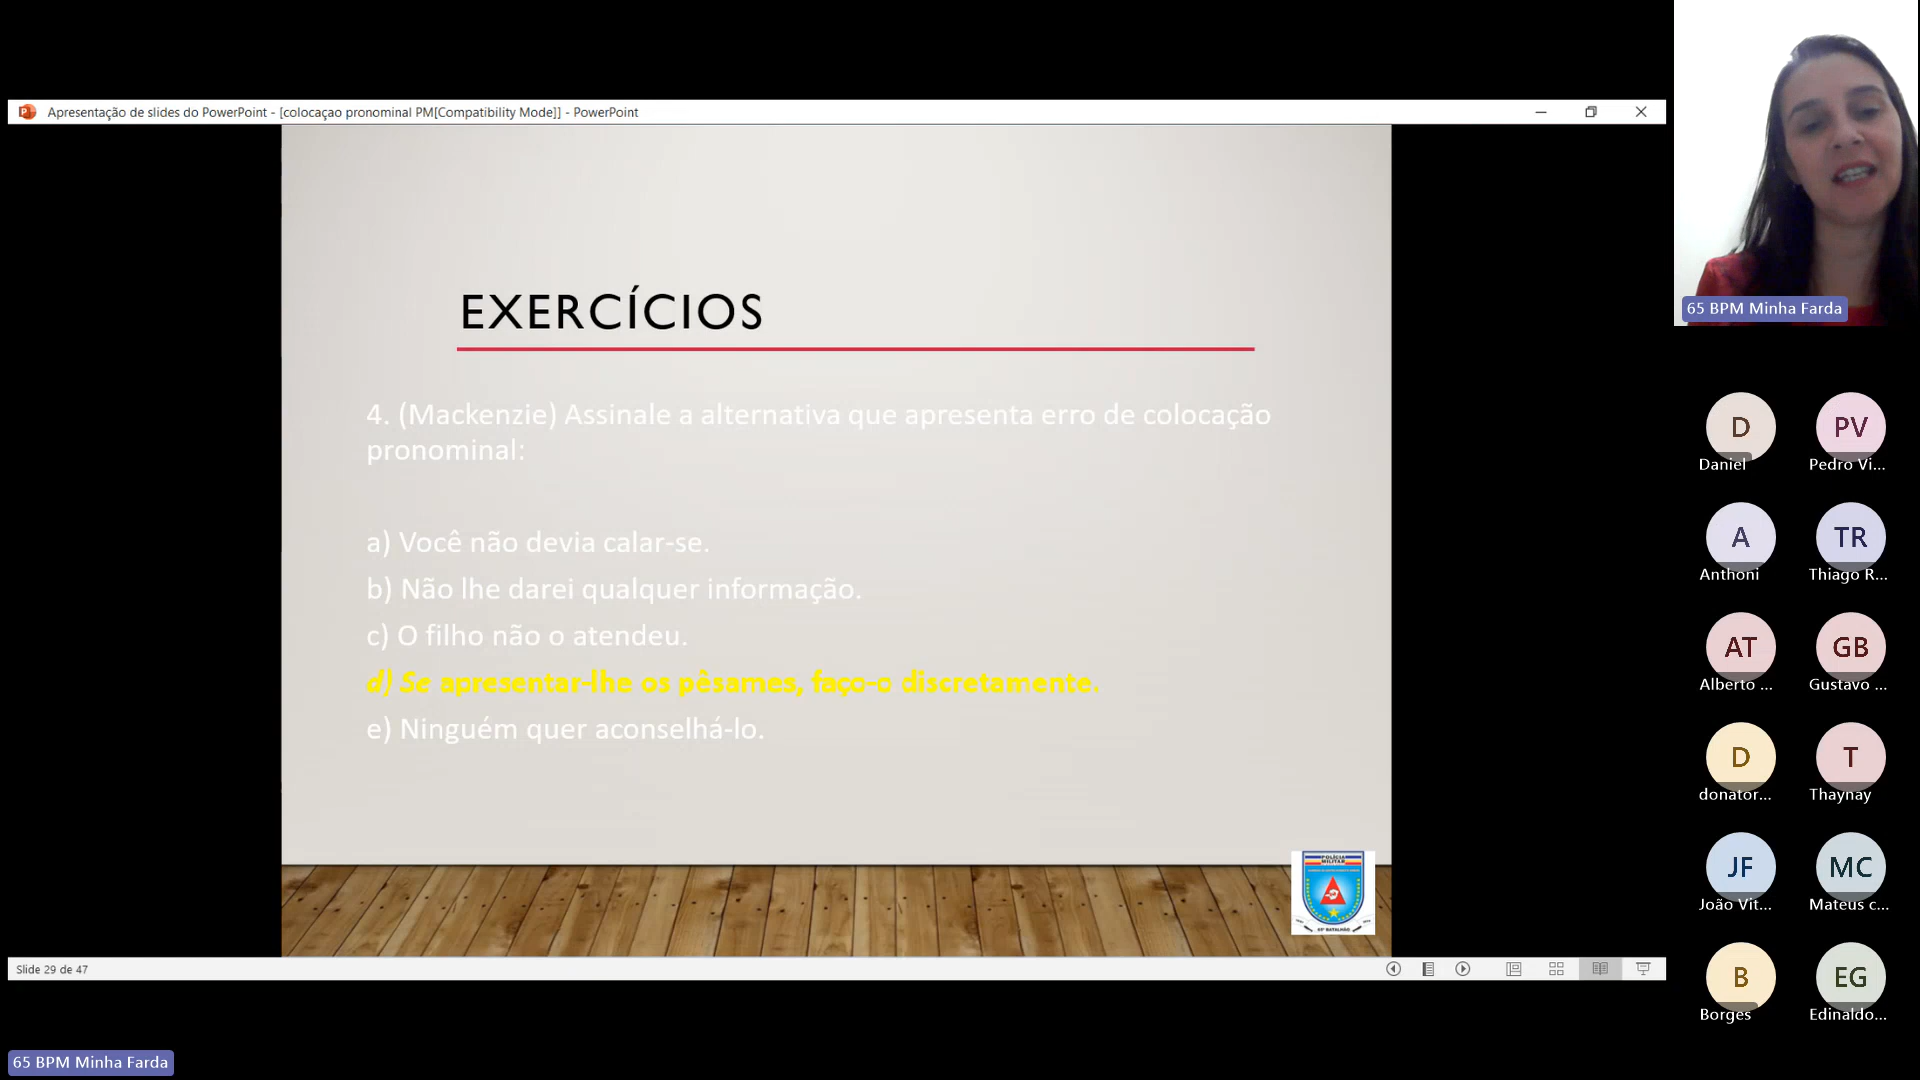 Apresentação de slides do PowerPoint - [colocaçao pronominal PM[Compatibility Mode]] - PowerPoint
EXERCÍCIOS
4. (Mackenzie) Assinale a alternativa que apresenta erro de colocação
pronominal:
a) Você não devia calar-se.
b) Não lhe darei qualquer informação.
c) O filho não o atendeu.
d) Se apresentar-lhe os pêsames, faço-o discretamente.
e) Ninguém quer aconselhá-lo.
POLÍCIA
MILITAR
Slide 29 de 47
65 BPM Minha Farda
65 BPM Minha Farda
D
Daniel
PV
Pedro Vi...
A
Anthoni
TR
Thiago R...
AT
Alberto ...
GB
Gustavo ...
D
donator...
T
Thaynay
JF
João Vit...
MC
Mateus c...
B
Borges
EG
Edinaldo...